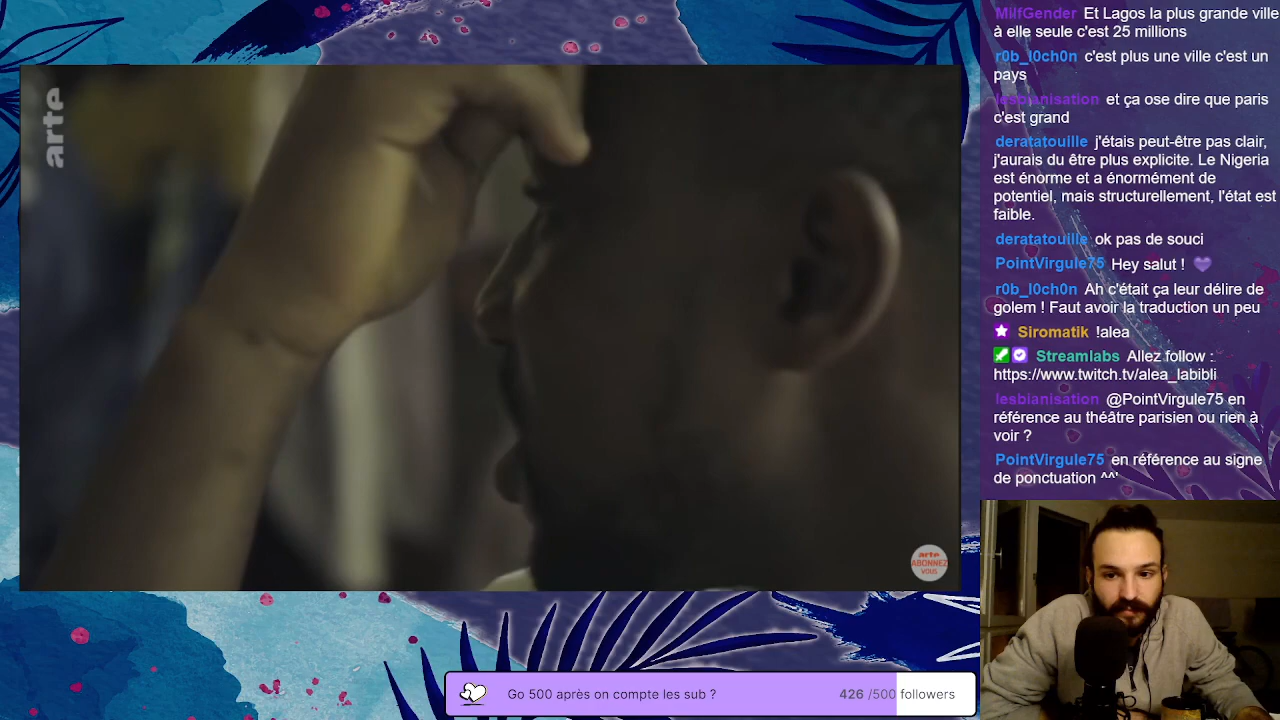 arte
arte
ABONNEZ
VOUS
MilfGender Et Lagos la plus grande ville
à elle seule c'est 25 millions
r0b_l0ch0n c'est plus une ville c'est un
pays
lesbianisation et ça ose dire que paris
c'est grand
deratatouille j'étais peut-être pas clair,
j'aurais du être plus explicite. Le Nigeria
est énorme et a énormément de
potentiel, mais structurellement, l'état est
faible.
deratatouille ok pas de souci
PointVirgule75 Hey salut !
r0b_l0ch0n Ah c'était ça leur délire de
golem ! Faut avoir la traduction un peu
Siromatik !alea
Streamlabs Allez follow :
https://www.twitch.tv/alea_labibli
lesbianisation @PointVirgule75 en
référence au théâtre parisien ou rien à
voir ?
PointVirgule75 en référence au signe
de ponctuation ^^'
Go 500 après on compte les sub ? 426 /500 followers